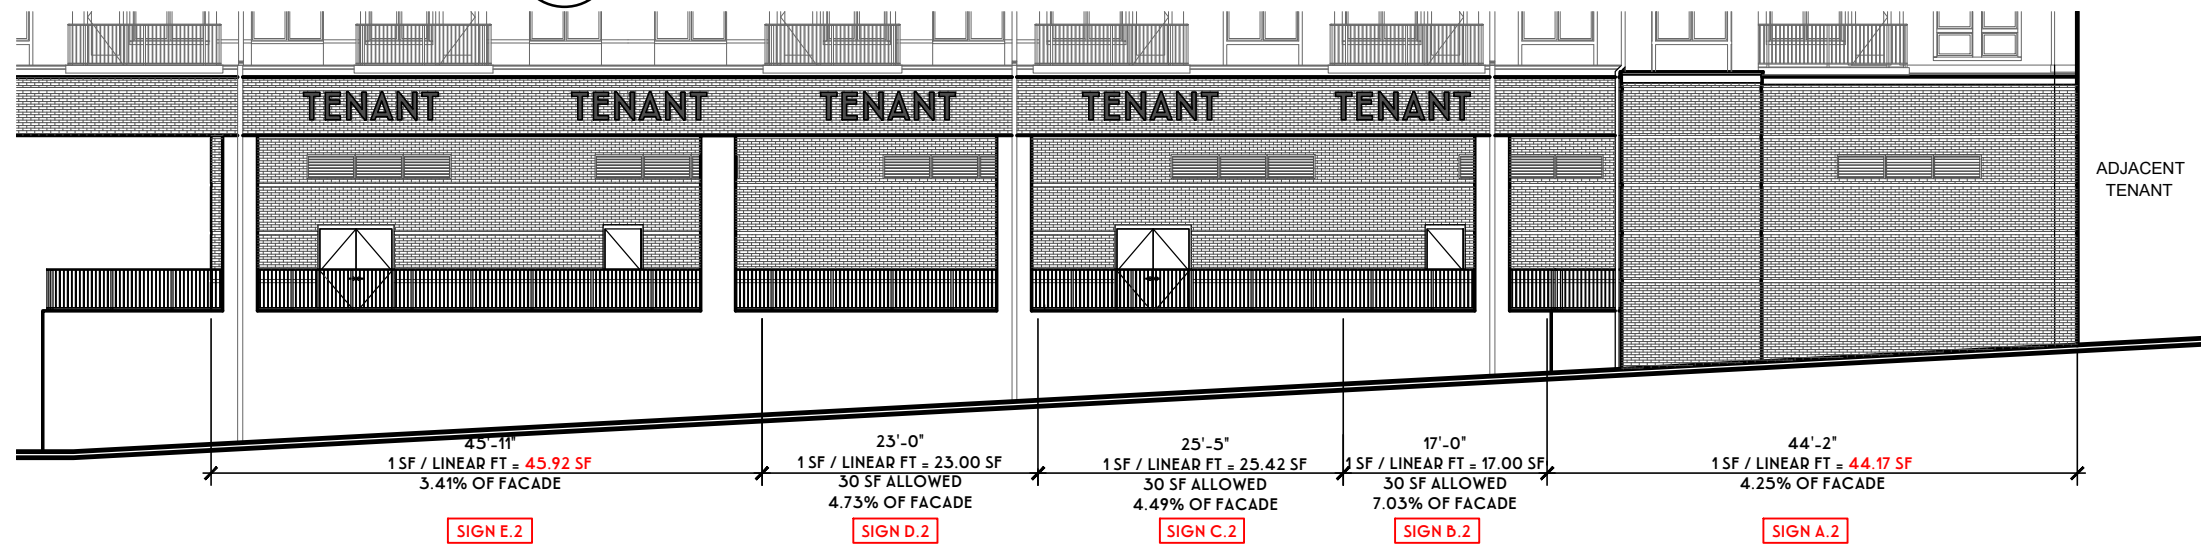 TENANT TENANT TENANT TENANT TENANT
ADJACENT
TENANT
45'-11"
1 SF / LINEAR FT = 45.92 SF
3.41% OF FACADE
SIGN E.2
23'-0"
1 SF / LINEAR FT = 23.00 SF
30 SF ALLOWED
4.73% OF FACADE
SIGN D.2
25'-5"
1 SF / LINEAR FT = 25.42 SF
30 SF ALLOWED
4.49% OF FACADE
SIGN C.2
17'-0"
1 SF / LINEAR FT = 17.00 SF
30 SF ALLOWED
7.03% OF FACADE
SIGN B.2
44'-2"
1 SF / LINEAR FT = 44.17 SF
4.25% OF FACADE
SIGN A.2